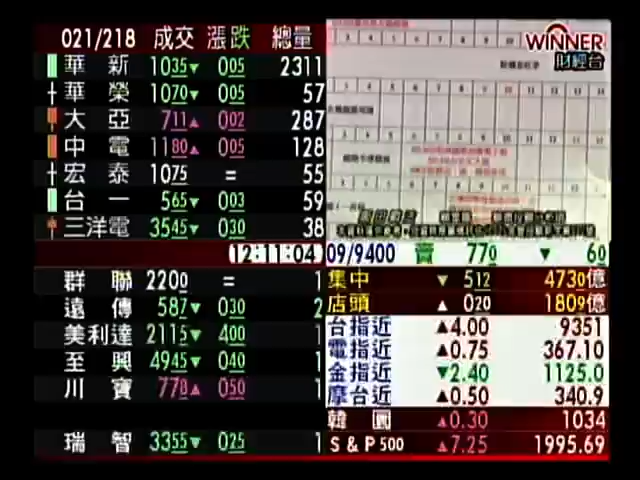 021/218 成交 漲跌 總量
華新 1035▼ 005 2311
華榮 1070▼ 005 57
大亞 711▲ 002 287
中電 1180▲ 005 128
宏泰 1075 = 55
台一 565▼ 003 59
三洋電 3545▼ 030 38
WINNER
財經台
12:11:04 09/9400 賣 770 ▼ 60
群聯 2200 = 1
遠傳 587▼ 030 2
美利達 2115▼ 400 1
至興 4945▼ 040 1
川寶 778▲ 050 1
瑞智 3355▼ 025 1
集中 ▼ 512 4730億
店頭 ▲ 020 1809億
台指近 ▲4.00 9351
電指近 ▲0.75 367.10
金指近 ▼2.40 1125.0
摩台近 ▲0.50 340.9
韓圜 ▲0.30 1034
S & P 500 ▲7.25 1995.69